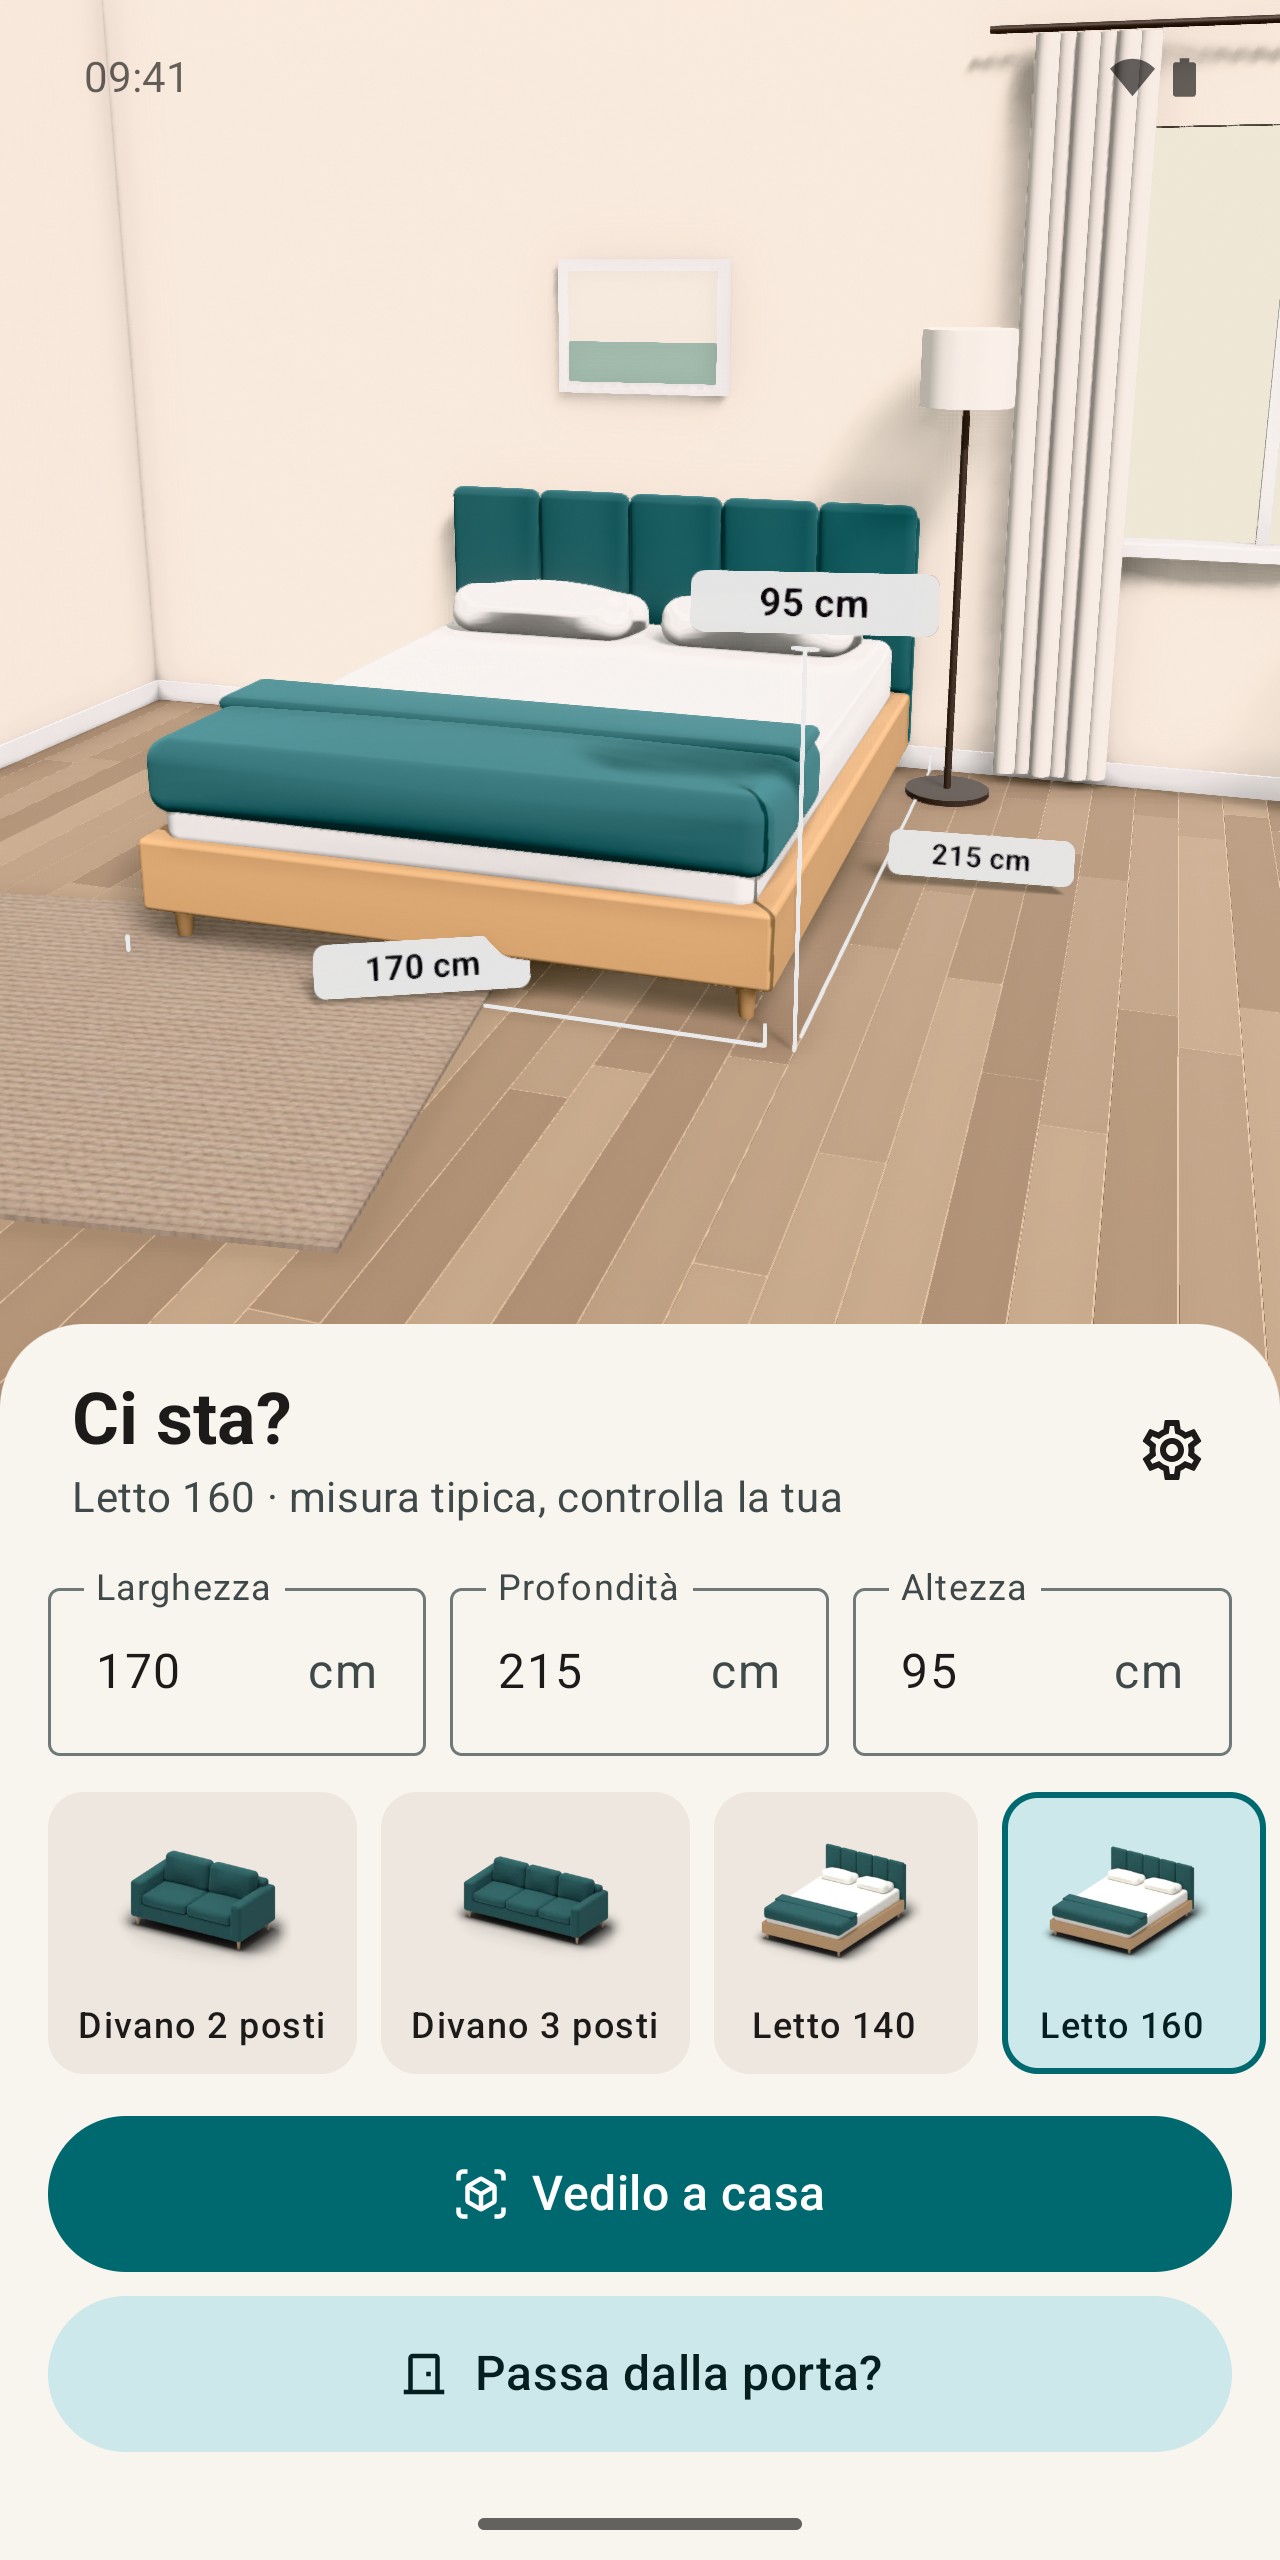 09:41
95 cm
215 cm
170 cm
Ci sta?
Letto 160 · misura tipica, controlla la tua
Larghezza
Profondità
Altezza
170 cm
215 cm
95 cm
Divano 2 posti
Divano 3 posti
Letto 140
Letto 160
Vedilo a casa
Passa dalla porta?